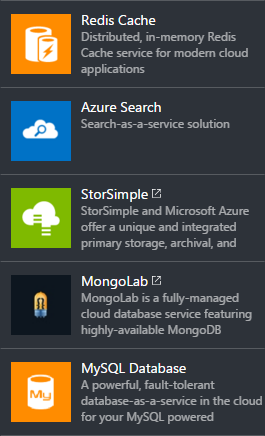 Redis Cache
Distributed, in-memory Redis
Cache service for modern cloud
applications
Azure Search
Search-as-a-service solution
StorSimple
StorSimple and Microsoft Azure
offer a unique and integrated
primary storage, archival, and
MongoLab
MongoLab is a fully-managed
cloud database service featuring
highly-available MongoDB
My
MySQL Database
A powerful, fault-tolerant
database-as-a-service in the cloud
for your MySQL powered